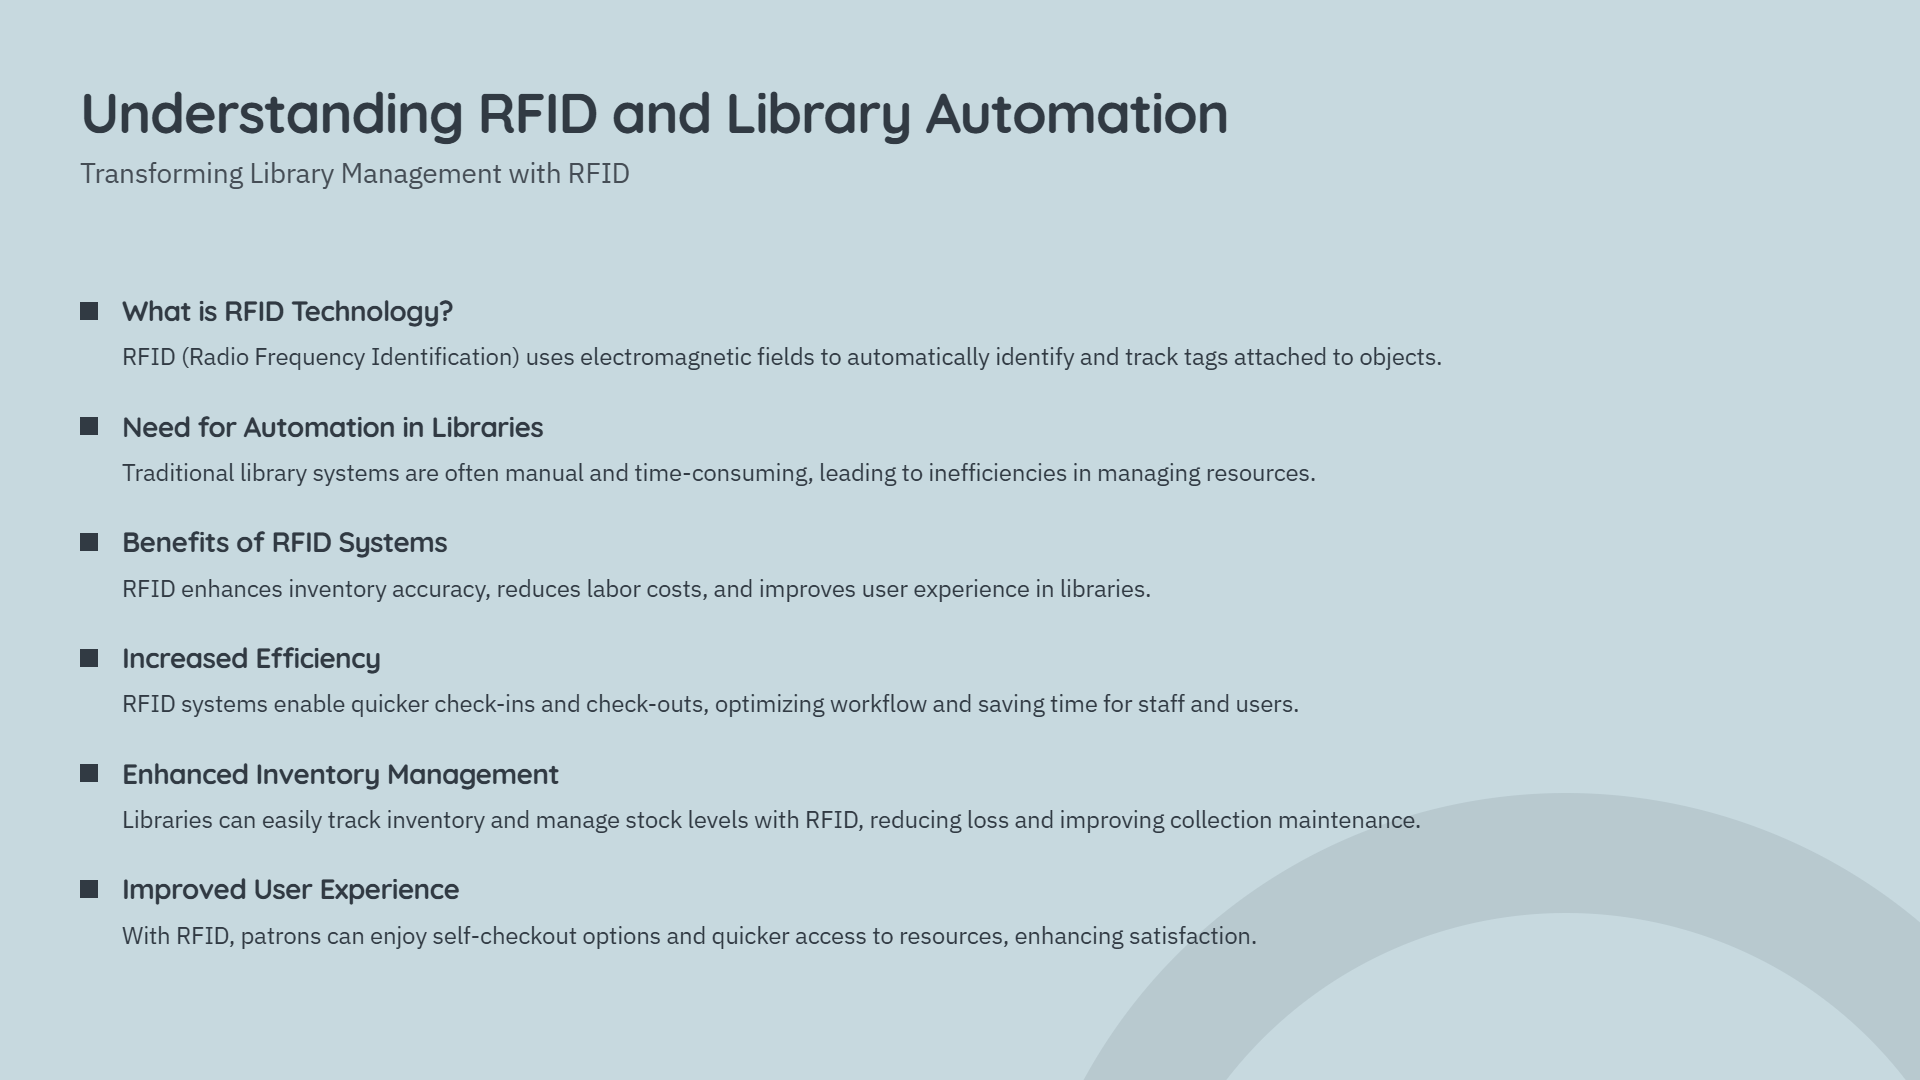 Understanding RFID and Library Automation
Transforming Library Management with RFID
What is RFID Technology?
RFID (Radio Frequency Identification) uses electromagnetic fields to automatically identify and track tags attached to objects.
Need for Automation in Libraries
Traditional library systems are often manual and time-consuming, leading to inefficiencies in managing resources.
Benefits of RFID Systems
RFID enhances inventory accuracy, reduces labor costs, and improves user experience in libraries.
Increased Efficiency
RFID systems enable quicker check-ins and check-outs, optimizing workflow and saving time for staff and users.
Enhanced Inventory Management
Libraries can easily track inventory and manage stock levels with RFID, reducing loss and improving collection maintenance.
Improved User Experience
With RFID, patrons can enjoy self-checkout options and quicker access to resources, enhancing satisfaction.